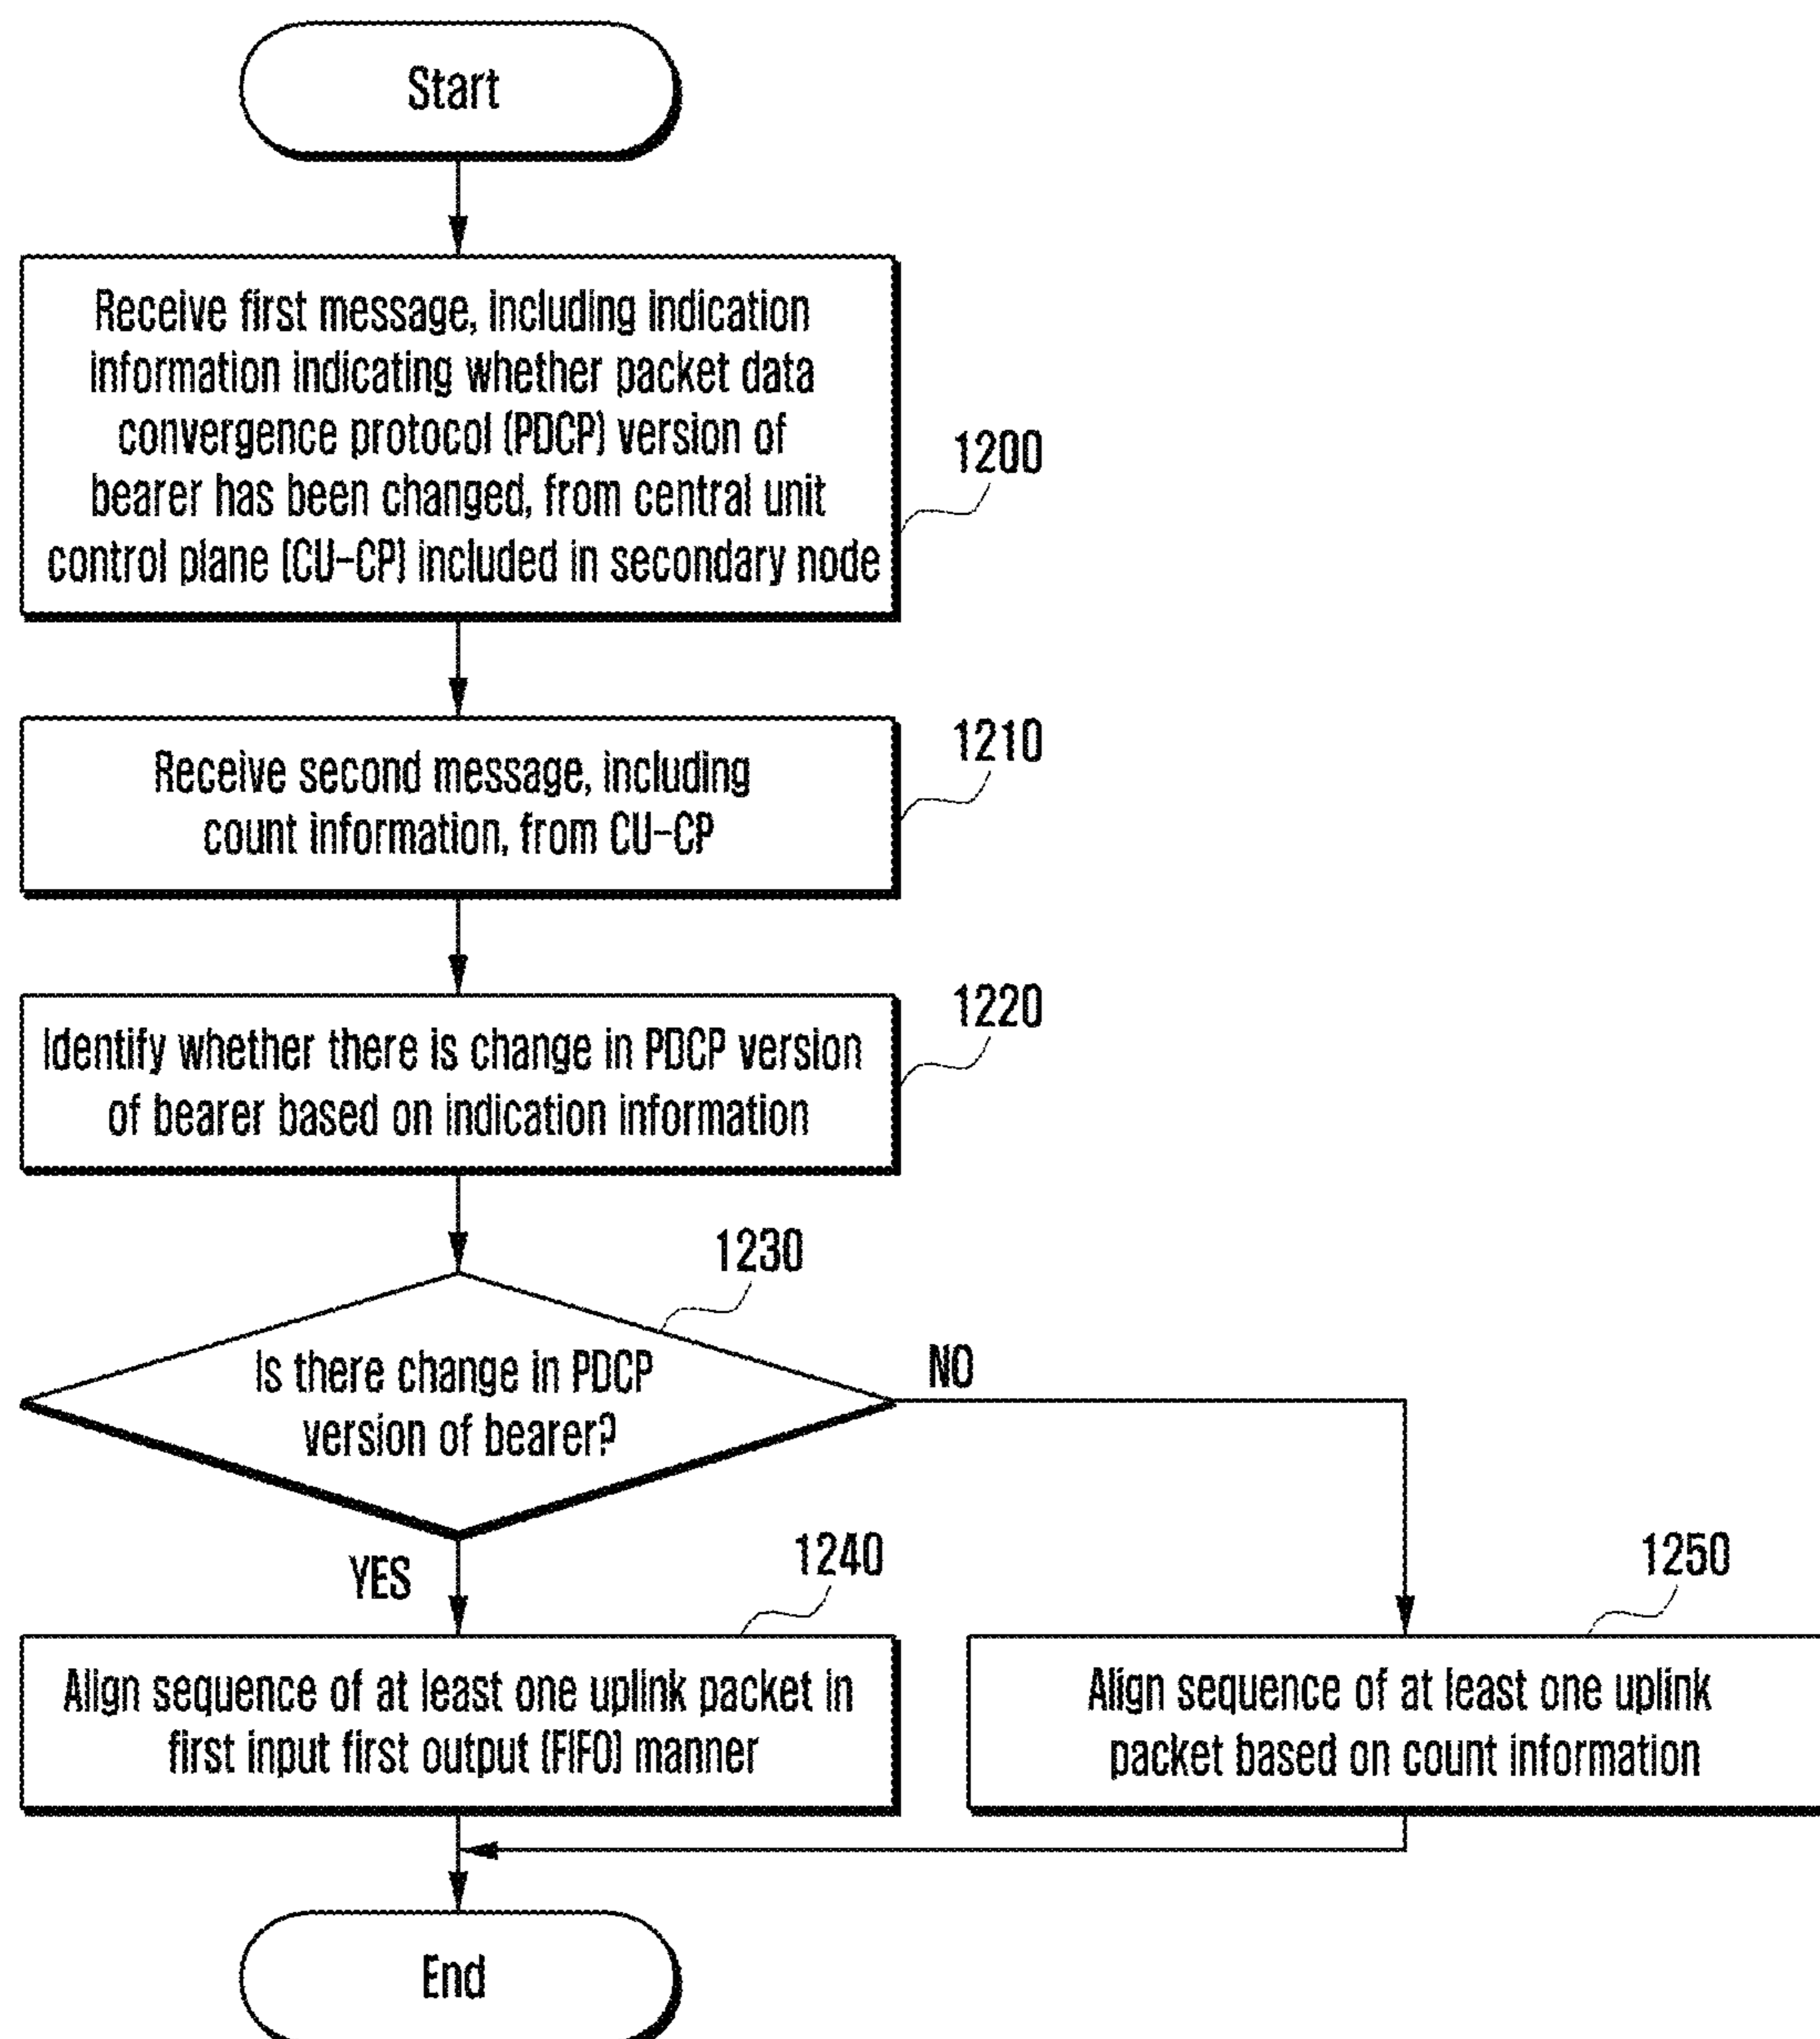 Start
Receive first message, including indication
information indicating whether packet data
convergence protocol (PDCP) version of
bearer has been changed, from central unit
control plane (CU-CP) included in secondary node
1200
Receive second message, including
count information, from CU-CP
1210
Identify whether there is change in PDCP version
of bearer based on indication information
1220
1230
Is there change in PDCP
version of bearer?
NO
YES
1240
Align sequence of at least one uplink packet in
first input first output (FIFO) manner
1250
Align sequence of at least one uplink
packet based on count information
End